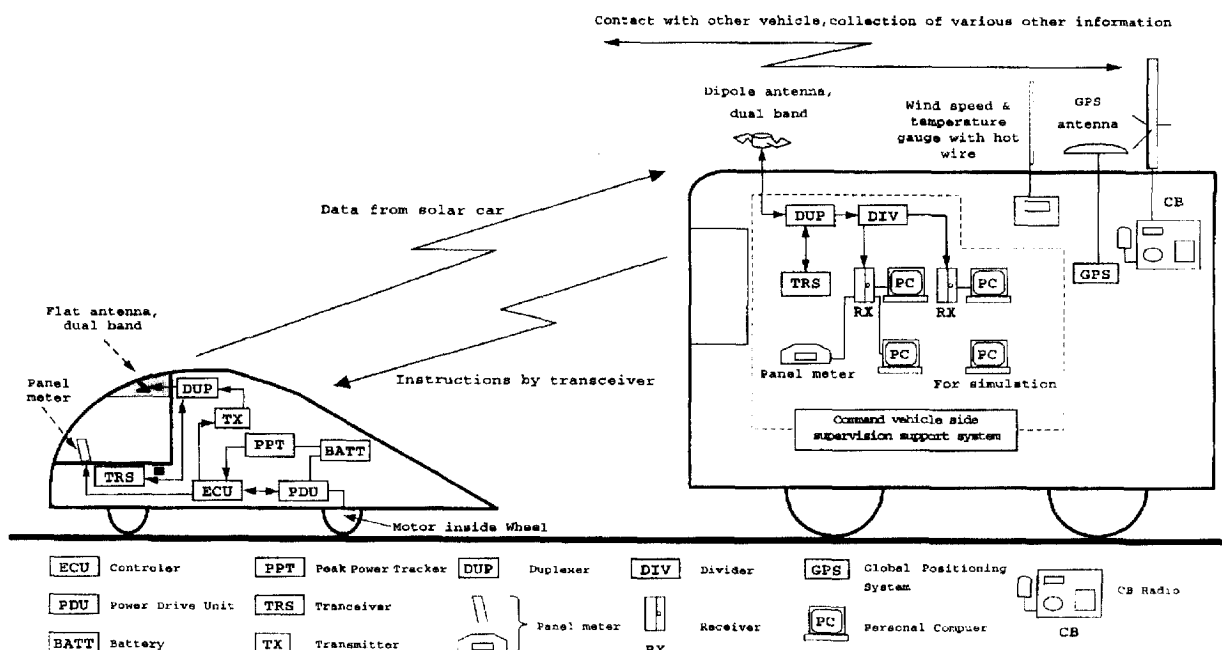 Contact with other vehicle,collection of various other information
Dipole antenna,
dual band
Wind speed &
temperature
gauge with hot
wire
GPS
antenna
Data from solar car
DUP
DIV
CB
TRS
PC
PC
GPS
RX
RX
Flat antenna,
dual band
Panel meter
PC
PC
For simulation
Instructions by transceiver
Panel
meter
DUP
TX
Command vehicle side
supervision support system
PPT
BATT
TRS
ECU
PDU
Motor inside Wheel
ECU Controler
PPT Peak Power Tracker
DUP Duplexer
DIV Divider
GPS Global Positioning
System
PDU Power Drive Unit
TRS Tranceiver
Panel meter
Receiver
PC Personal Compuer
CB Radio
CB
BATT Battery
TX Transmitter
RX